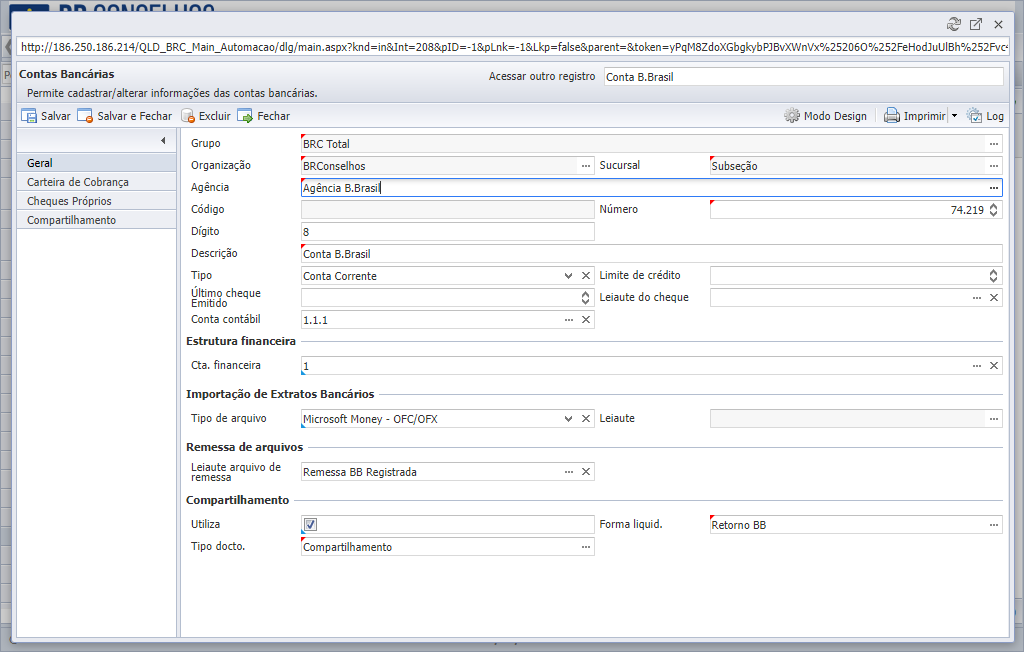 BR CONSELHOS
http://186.250.186.214/QLD_BRC_Main_Automacao/dlg/main.aspx?knd=in&Int=208&pID=-1&pLnk=-1&Lkp=false&parent=&token=yPqM8ZdoXGbgkybPJBvXWnVx%25206O%252FeHodJuUlBh%252Fvc
Contas Bancárias
Acessar outro registro Conta B.Brasil
Permite cadastrar/alterar informações das contas bancárias.
Salvar Salvar e Fechar Excluir Fechar Modo Design Imprimir Log
Geral
Carteira de Cobrança
Cheques Próprios
Compartilhamento
Grupo BRC Total
Organização BRConselhos Sucursal Subseção
Agência Agência B.Brasil
Código Número 74.219
Dígito 8
Descrição Conta B.Brasil
Tipo Conta Corrente Limite de crédito
Último cheque
Emitido
Leiaute do cheque
Conta contábil 1.1.1
Estrutura financeira
Cta. financeira 1
Importação de Extratos Bancários
Tipo de arquivo Microsoft Money - OFC/OFX Leiaute
Remessa de arquivos
Leiaute arquivo de
remessa
Remessa BB Registrada
Compartilhamento
Utiliza Forma liquid. Retorno BB
Tipo docto. Compartilhamento